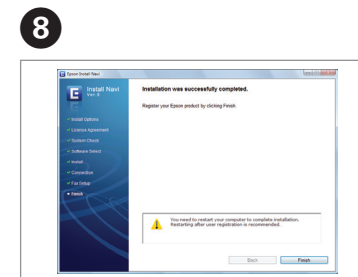 8
Epson Install Navi
E
Install Navi
Ver. 8
Installation was successfully completed.
Register your Epson product by clicking Finish.
Install Options
License Agreement
System Check
Software Select
Install
Connection
Fax Setup
Finish
You need to restart your computer to complete installation.
Restarting after user registration is recommended.
Back
Finish